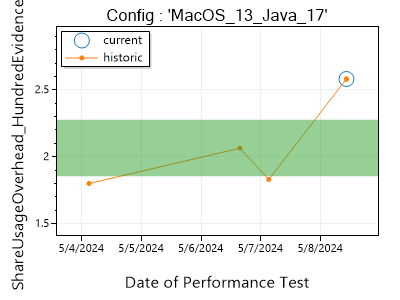 Config : 'MacOS_13_Java_17'
current
historic
ShareUsageOverhead_HundredEvidence
2.5
2
1.5
5/4/2024
5/5/2024
5/6/2024
5/7/2024
5/8/2024
Date of Performance Test